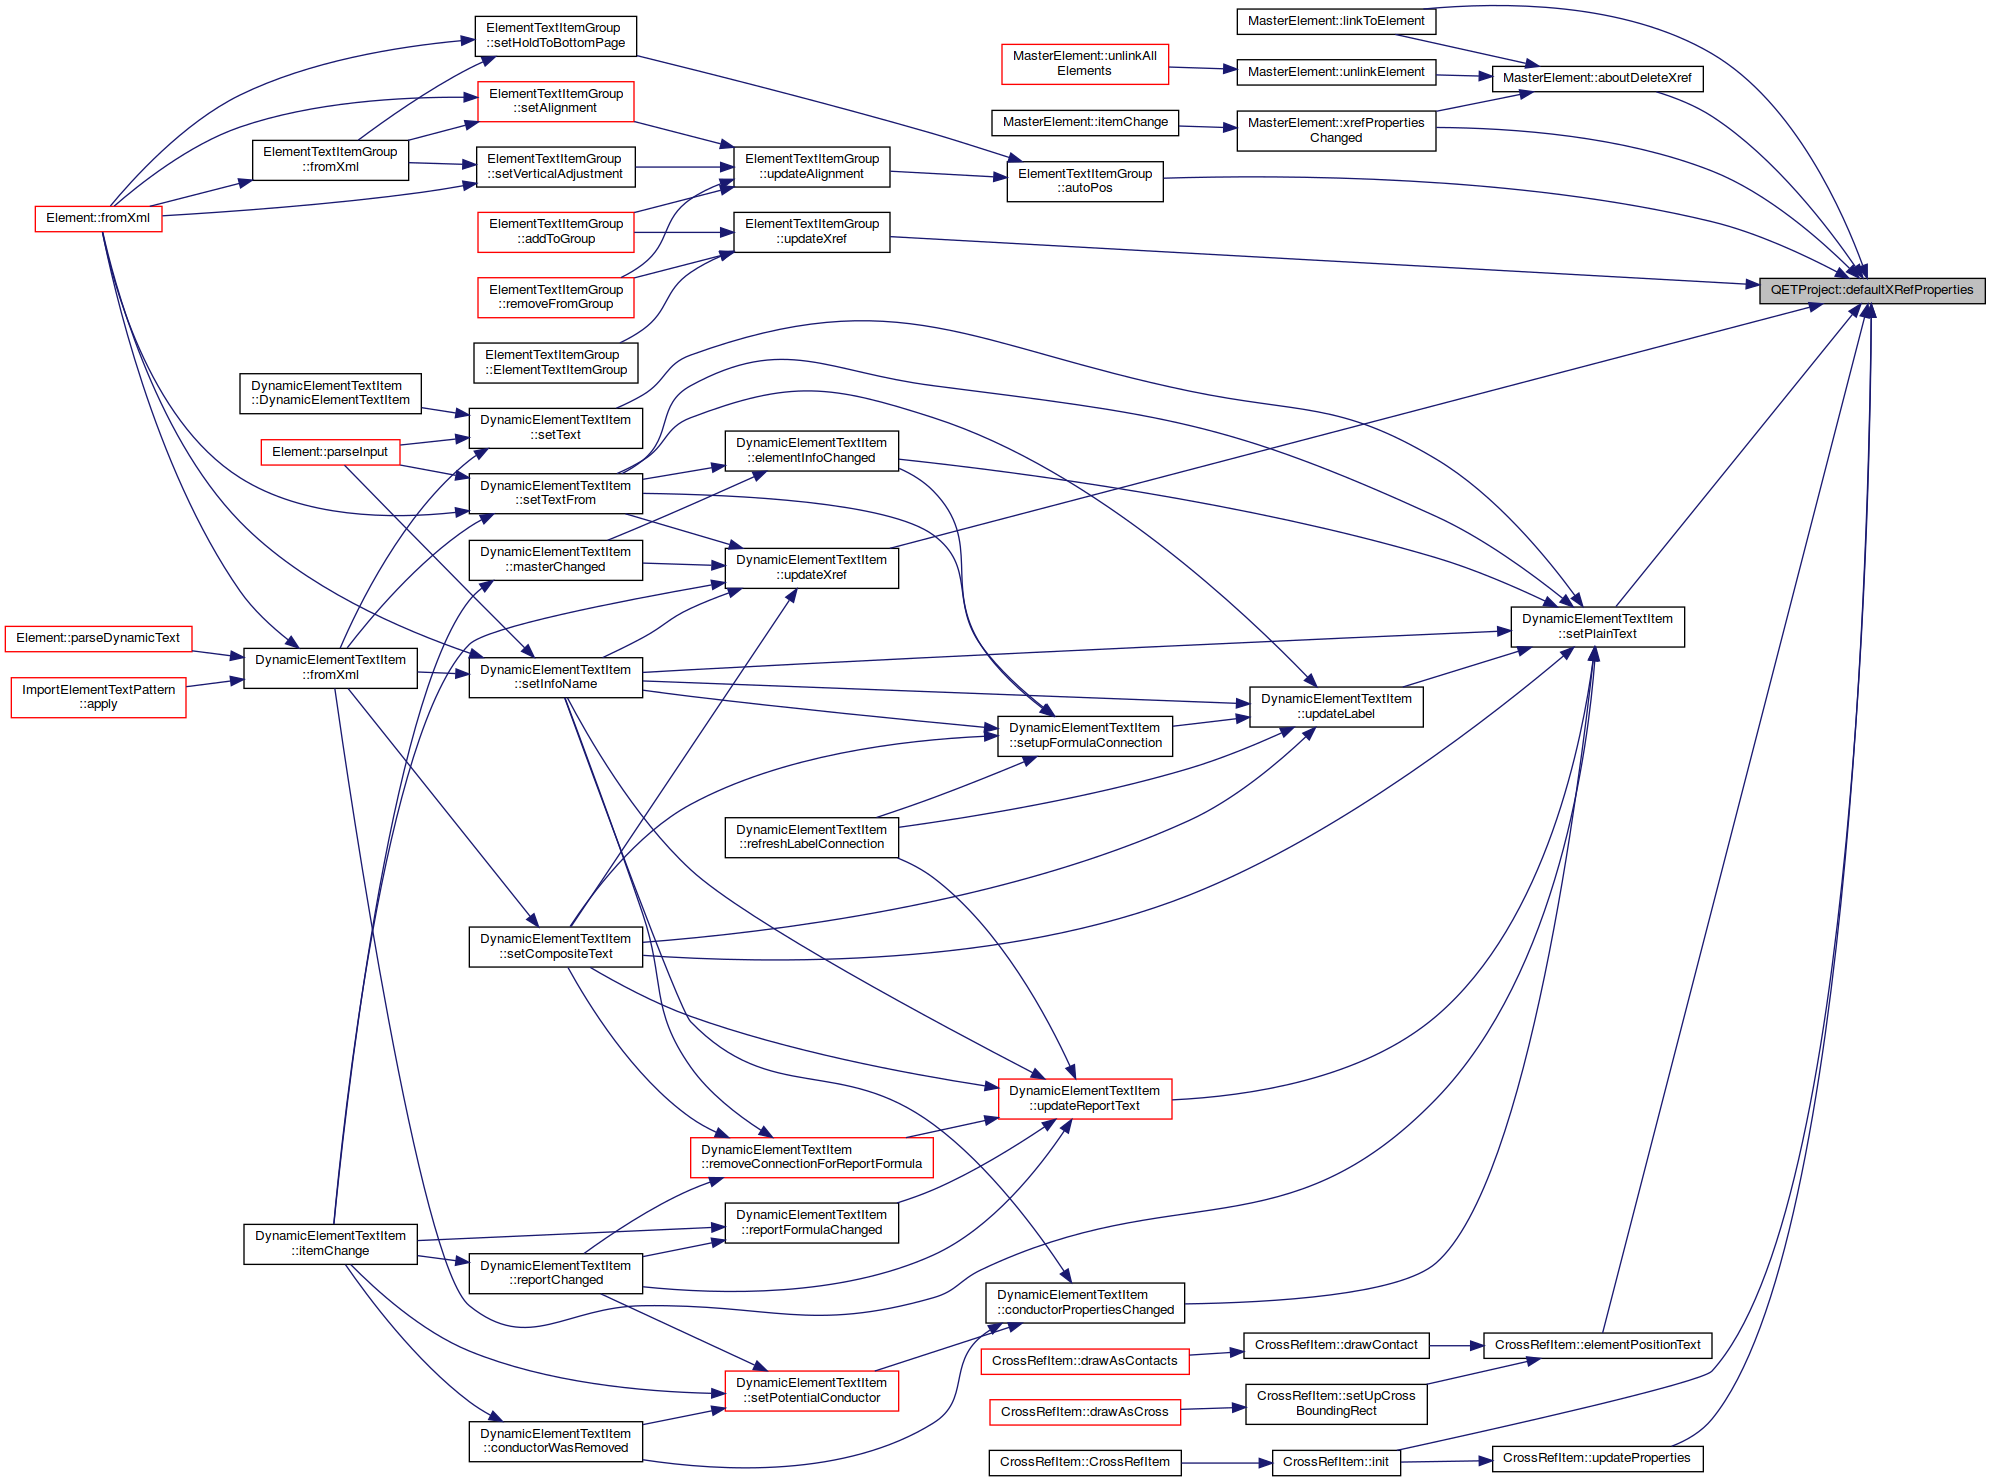 ElementTextItemGroup
::setHoldToBottomPage
MasterElement::linkToElement
MasterElement::unlinkAll
Elements
MasterElement::unlinkElement
MasterElement::aboutDeleteXref
ElementTextItemGroup
::setAlignment
MasterElement::itemChange
MasterElement::xrefProperties
Changed
ElementTextItemGroup
::fromXml
ElementTextItemGroup
::setVerticalAdjustment
ElementTextItemGroup
::updateAlignment
ElementTextItemGroup
::autoPos
Element::fromXml
ElementTextItemGroup
::addToGroup
ElementTextItemGroup
::updateXref
ElementTextItemGroup
::removeFromGroup
QETProject::defaultXRefProperties
ElementTextItemGroup
::ElementTextItemGroup
DynamicElementTextItem
::DynamicElementTextItem
DynamicElementTextItem
::setText
Element::parseInput
DynamicElementTextItem
::elementInfoChanged
DynamicElementTextItem
::setTextFrom
DynamicElementTextItem
::masterChanged
DynamicElementTextItem
::updateXref
DynamicElementTextItem
::setPlainText
Element::parseDynamicText
DynamicElementTextItem
::fromXml
DynamicElementTextItem
::setInfoName
ImportElementTextPattern
::apply
DynamicElementTextItem
::updateLabel
DynamicElementTextItem
::setupFormulaConnection
DynamicElementTextItem
::refreshLabelConnection
DynamicElementTextItem
::setCompositeText
DynamicElementTextItem
::updateReportText
DynamicElementTextItem
::removeConnectionForReportFormula
DynamicElementTextItem
::reportFormulaChanged
DynamicElementTextItem
::itemChange
DynamicElementTextItem
::reportChanged
DynamicElementTextItem
::conductorPropertiesChanged
CrossRefItem::drawContact
CrossRefItem::elementPositionText
CrossRefItem::drawAsContacts
DynamicElementTextItem
::setPotentialConductor
CrossRefItem::setUpCross
BoundingRect
CrossRefItem::drawAsCross
DynamicElementTextItem
::conductorWasRemoved
CrossRefItem::CrossRefItem
CrossRefItem::init
CrossRefItem::updateProperties